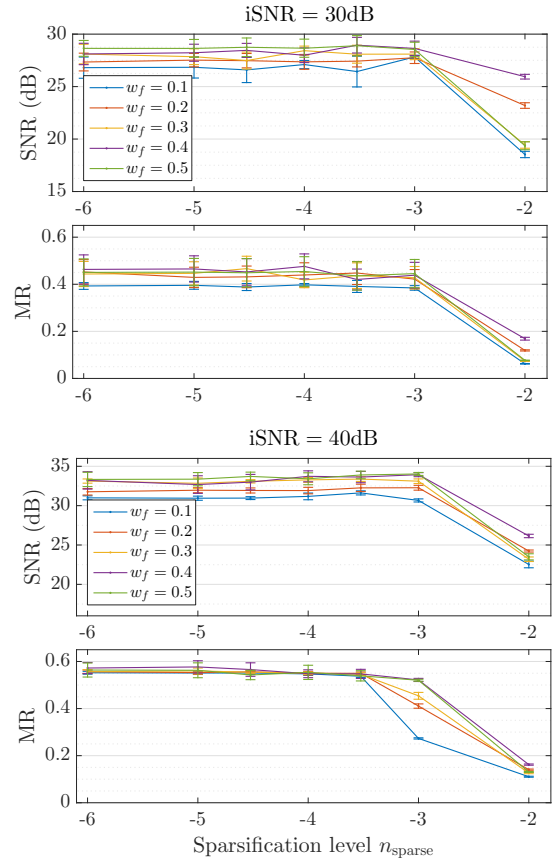 iSNR = 30dB
30
25
20
15
SNR (dB)
w_f = 0.1
w_f = 0.2
w_f = 0.3
w_f = 0.4
w_f = 0.5
-6 -5 -4 -3 -2
0.6
0.4
0.2
0
MR
-6 -5 -4 -3 -2
iSNR = 40dB
35
30
25
20
SNR (dB)
w_f = 0.1
w_f = 0.2
w_f = 0.3
w_f = 0.4
w_f = 0.5
-6 -5 -4 -3 -2
0.6
0.4
0.2
0
MR
-6 -5 -4 -3 -2
Sparsification level n_sparse